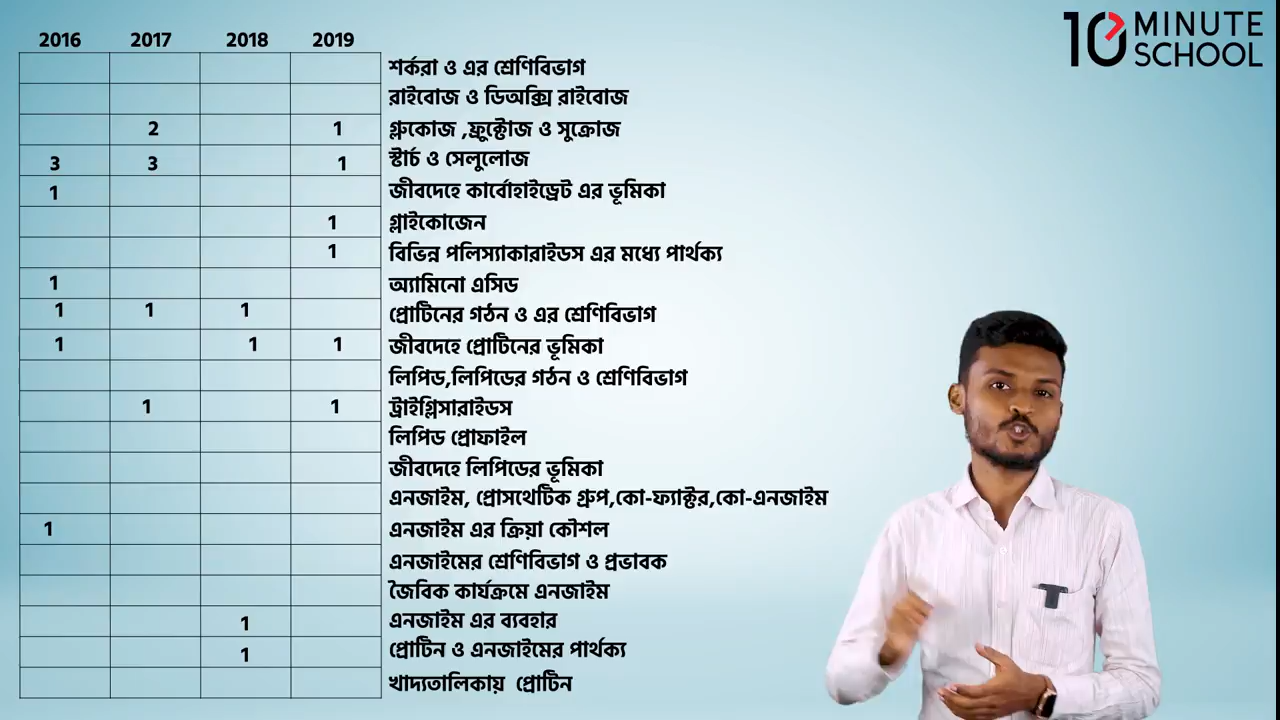 10 MINUTE SCHOOL
2016 2017 2018 2019
শর্করা ও এর শ্রেণিবিভাগ
রাইবোজ ও ডিঅক্সি রাইবোজ
2 1 গ্লুকোজ ,ফ্রুক্টোজ ও সুক্রোজ
3 3 1 স্টার্চ ও সেলুলোজ
1 জীবদেহে কার্বোহাইড্রেট এর ভূমিকা
1 গ্লাইকোজেন
1 বিভিন্ন পলিস্যাকারাইডস এর মধ্যে পার্থক্য
1 অ্যামিনো এসিড
1 1 1 প্রোটিনের গঠন ও এর শ্রেণিবিভাগ
1 1 1 জীবদেহে প্রোটিনের ভূমিকা
লিপিড,লিপিডের গঠন ও শ্রেণিবিভাগ
1 1 ট্রাইগ্লিসারাইডস
লিপিড প্রোফাইল
জীবদেহে লিপিডের ভূমিকা
এনজাইম, প্রোসথেটিক গ্রুপ,কো-ফ্যাক্টর,কো-এনজাইম
1 এনজাইম এর ক্রিয়া কৌশল
এনজাইমের শ্রেণিবিভাগ ও প্রভাবক
জৈবিক কার্যক্রমে এনজাইম
1 এনজাইম এর ব্যবহার
1 প্রোটিন ও এনজাইমের পার্থক্য
খাদ্যতালিকায় প্রোটিন